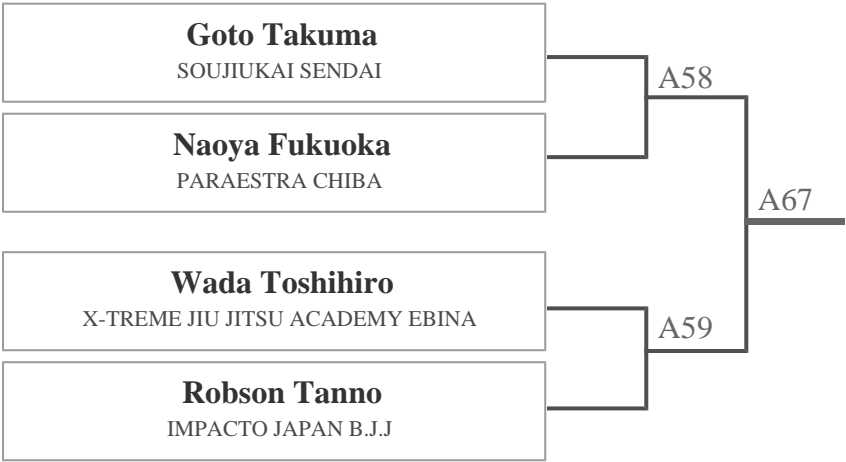 Goto Takuma
SOUJIUKAI SENDAI
A58
Naoya Fukuoka
PARAESTRA CHIBA
A67
Wada Toshihiro
X-TREME JIU JITSU ACADEMY EBINA
A59
Robson Tanno
IMPACTO JAPAN B.J.J